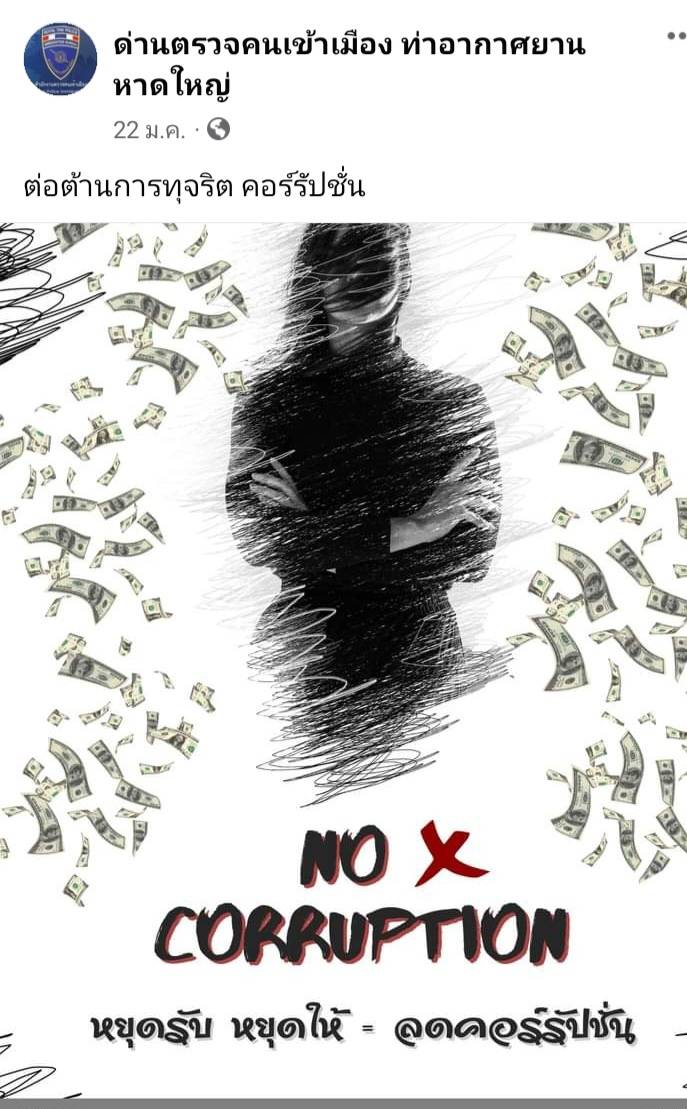 ด่านตรวจคนเข้าเมือง ท่าอากาศยาน
หาดใหญ่
22 ม.ค. ·
ต่อต้านการทุจริต คอร์รัปชั่น
NO X
CORRUPTION
หยุดรับ หยุดให้ = ลดคอร์รัปชั่น